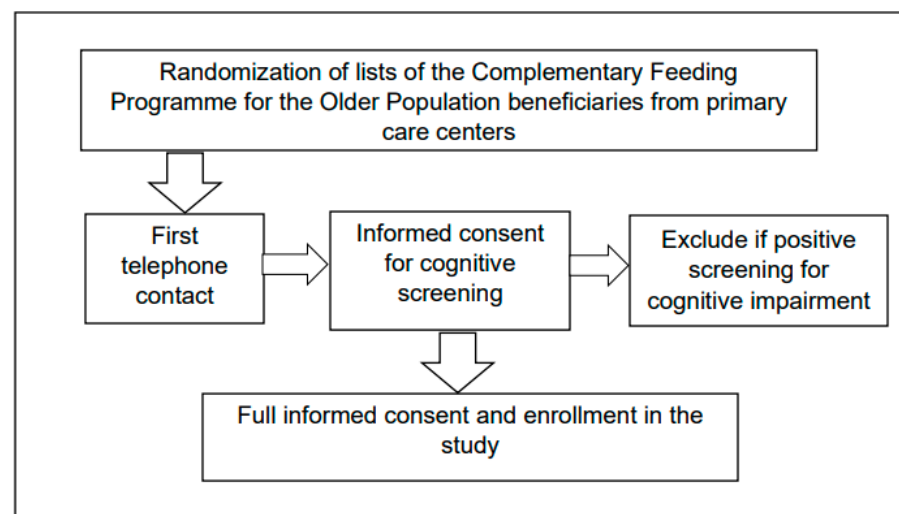 Randomization of lists of the Complementary Feeding
Programme for the Older Population beneficiaries from primary
care centers
First
telephone
contact
Informed consent
for cognitive
screening
Exclude if positive
screening for
cognitive impairment
Full informed consent and enrollment in the
study